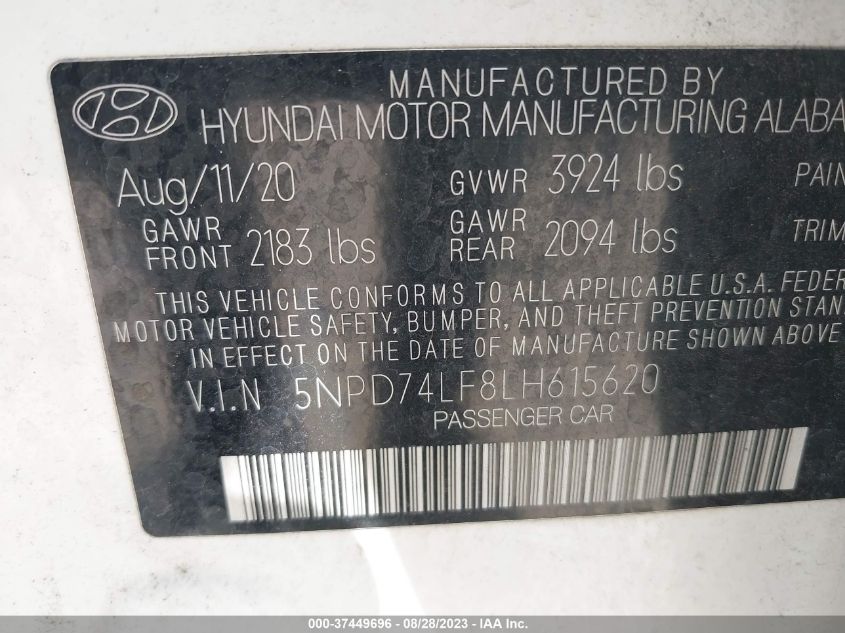 MANUFACTURED BY
HYUNDAI MOTOR MANUFACTURING ALABA
Aug/11/20 GVWR 3924 lbs PAIN
GAWR FRONT 2183 lbs GAWR REAR 2094 lbs TRIM
THIS VEHICLE CONFORMS TO ALL APPLICABLE U.S.A. FEDER
MOTOR VEHICLE SAFETY, BUMPER, AND THEFT PREVENTION STAN
IN EFFECT ON THE DATE OF MANUFACTURE SHOWN ABOVE
V.I.N 5NPD74LF8LH615620
PASSENGER CAR
000-37449696 - 08/28/2023 - IAA Inc.